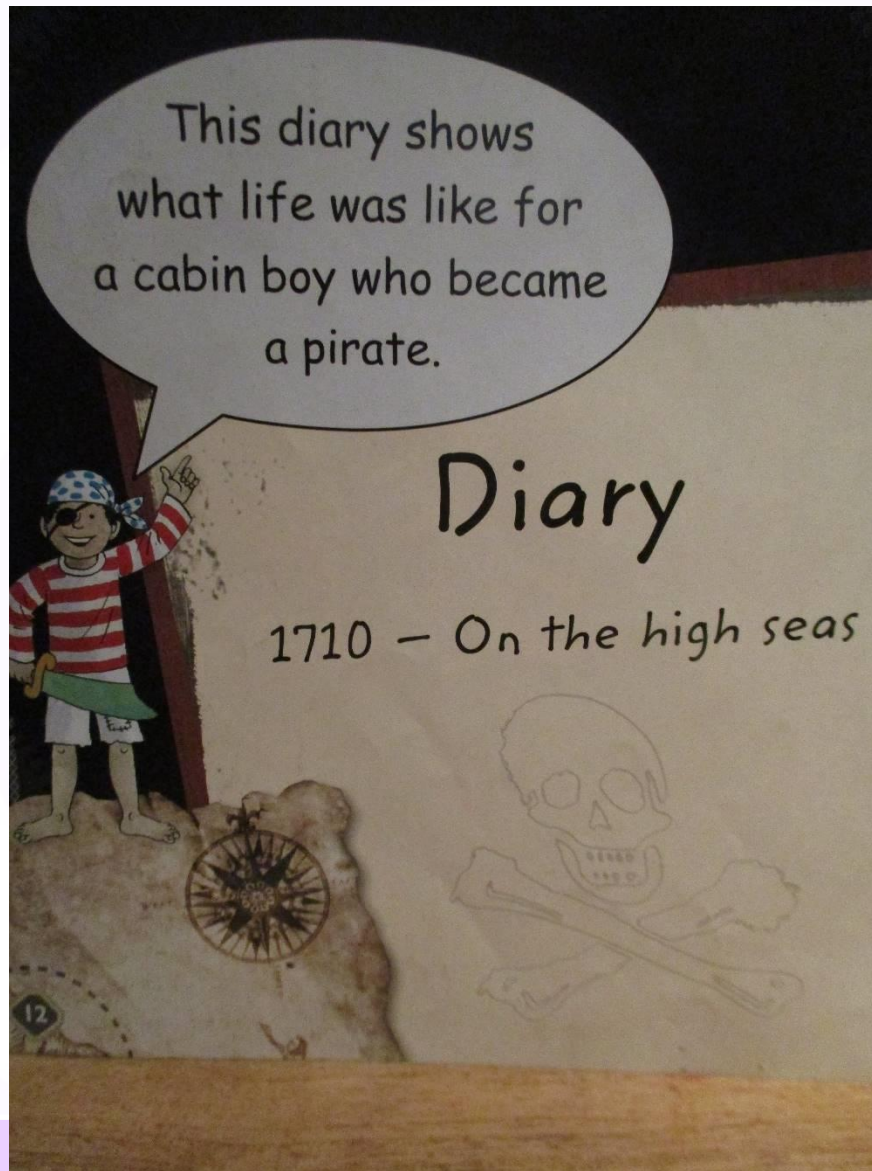 This diary shows
what life was like for
a cabin boy who became
a pirate.
Diary
1710 – On the high seas
12